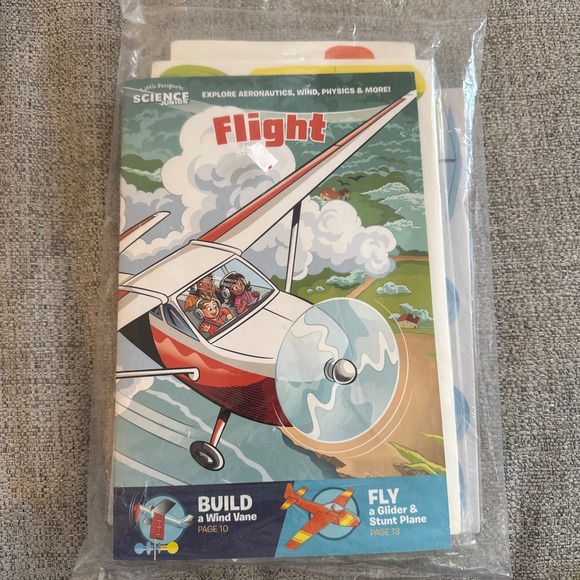 Little Passports
SCIENCE
JUNIOR
EXPLORE AERONAUTICS, WIND, PHYSICS & MORE!
Flight
BUILD
a Wind Vane
PAGE 10
FLY
a Glider &
Stunt Plane
PAGE 13